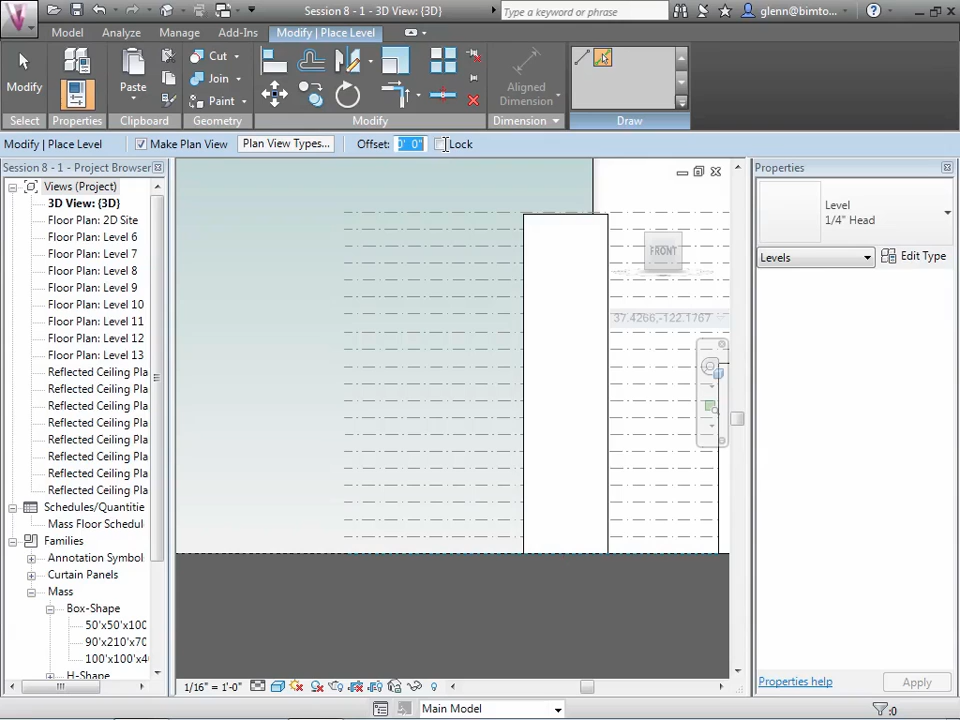 Session 8 - 1 - 3D View: {3D}
Type a keyword or phrase
glenn@bimto...
Model
Analyze
Manage
Add-Ins
Modify | Place Level
Modify
Select
Properties
Paste
Clipboard
Cut
Join
Paint
Geometry
Modify
Aligned
Dimension
Dimension
Draw
Modify | Place Level
Make Plan View
Plan View Types...
Offset:
0' 0"
Lock
Session 8 - 1 - Project Browser
Views (Project)
3D View: {3D}
Floor Plan: 2D Site
Floor Plan: Level 6
Floor Plan: Level 7
Floor Plan: Level 8
Floor Plan: Level 9
Floor Plan: Level 10
Floor Plan: Level 11
Floor Plan: Level 12
Floor Plan: Level 13
Reflected Ceiling Pla
Reflected Ceiling Pla
Reflected Ceiling Pla
Reflected Ceiling Pla
Reflected Ceiling Pla
Reflected Ceiling Pla
Reflected Ceiling Pla
Reflected Ceiling Pla
Schedules/Quantitie
Mass Floor Schedul
Families
Annotation Symbol
Curtain Panels
Mass
Box-Shape
50'x50'x100
90'x210'x70
100'x100'x4
H-Shape
FRONT
37.4266,-122.1767
Properties
Level
1/4" Head
Levels
Edit Type
Properties help
Apply
1/16" = 1'-0"
Main Model
:0